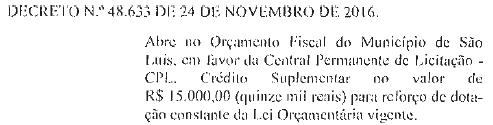 DECRETO N.º 48.633 DE 24 DE NOVEMBRO DE 2016.
Abre no Orçamento Fiscal do Município de São
Luís, em favor da Central Permanente de Licitação -
CPL, Crédito Suplementar no valor de
R$ 15.000,00 (quinze mil reais) para reforço de dota-
ção constante da Lei Orçamentária vigente.